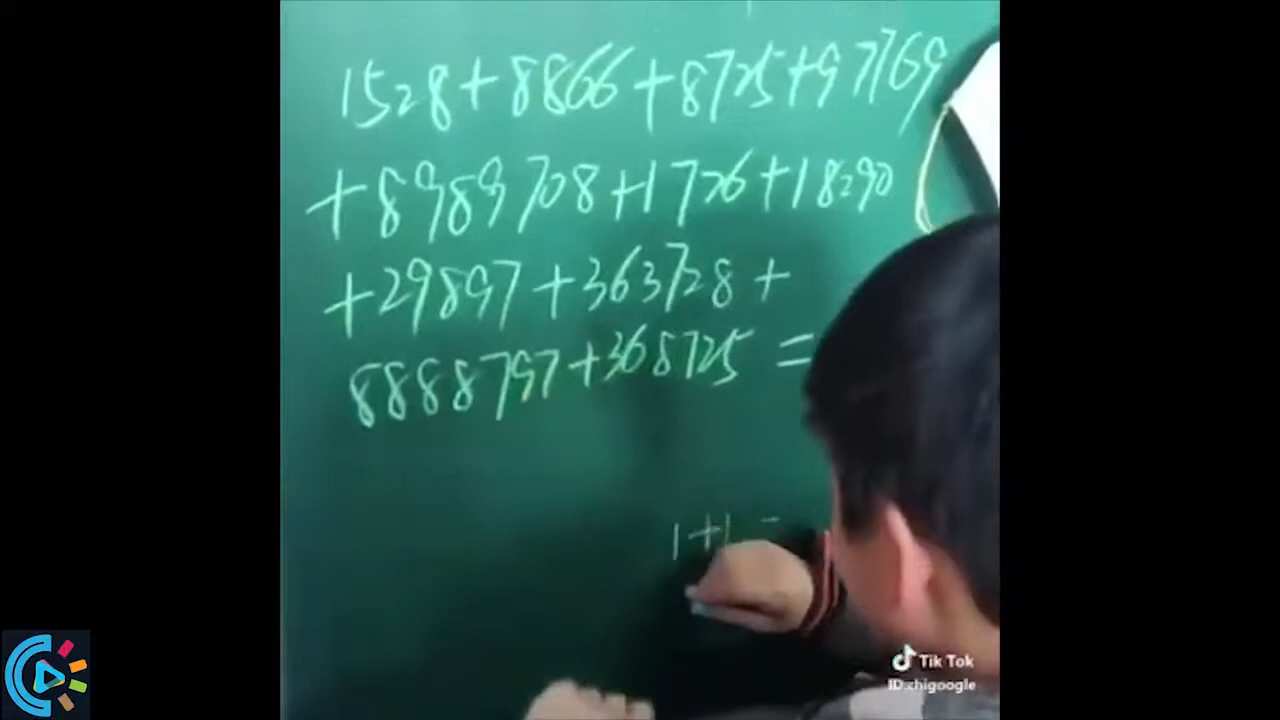 1528+8866+8725+97769
+8989708+1726+18290
+29897+363728+
8888797+368725=
1+1
Tik Tok
ID:chigoogle